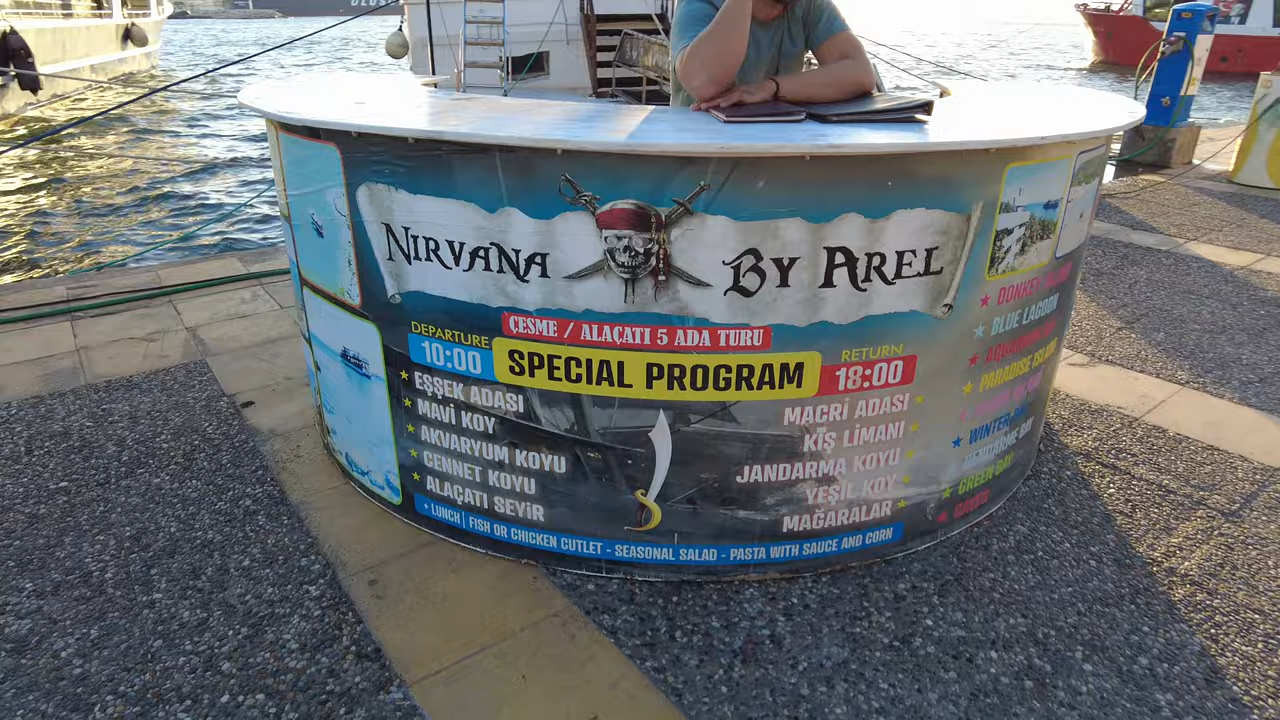 NIRVANA BY AREL
ÇEŞME / ALAÇATI 5 ADA TURU
DEPARTURE
10:00
SPECIAL PROGRAM
RETURN
18:00
EŞŞEK ADASI
MAVİ KOY
AKVARYUM KOYU
CENNET KOYU
ALAÇATI SEYİR
MACRİ ADASI
KIŞ LİMANI
JANDARMA KOYU
YEŞİL KOY
MAĞARALAR
+ LUNCH | FISH OR CHICKEN CUTLET - SEASONAL SALAD - PASTA WITH SAUCE AND CORN
DONKEY
BLUE LAGOON
PARADISE ISLAND
WINTER
GREEN BAY